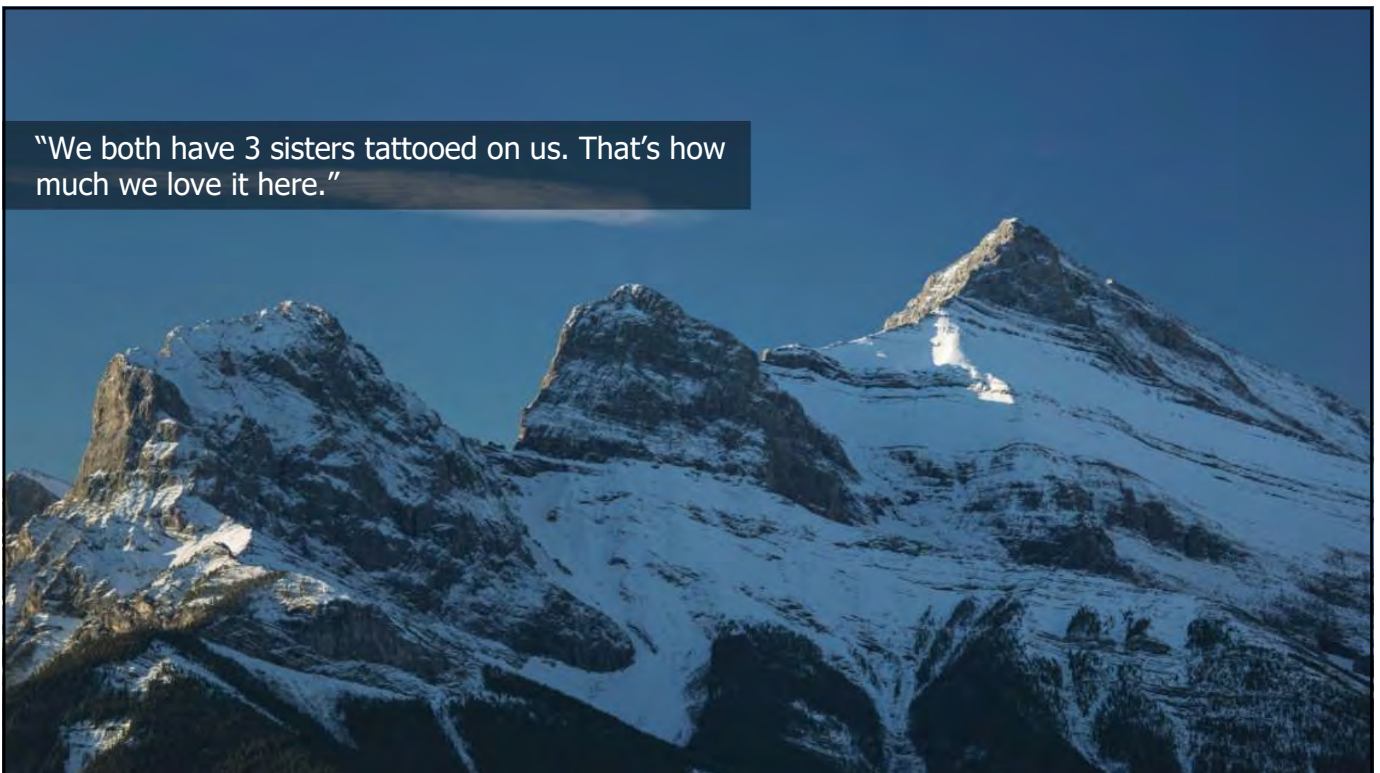 “We both have 3 sisters tattooed on us. That’s how
much we love it here.”